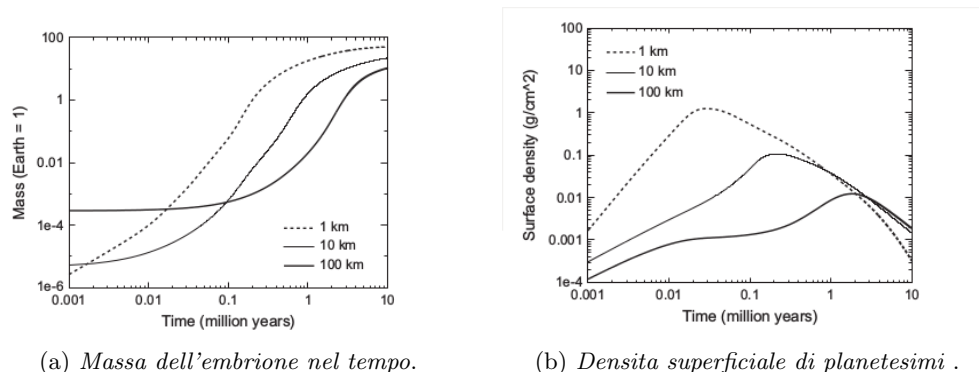 100
1
0.01
1e-4
1e-6
Mass (Earth = 1)
1 km
10 km
100 km
0.001
0.01
0.1
1
10
Time (million years)
(a) Massa dell'embrione nel tempo.
100
10
1
0.1
0.01
0.001
1e-4
Surface density (g/cm^2)
1 km
10 km
100 km
0.001
0.01
0.1
1
10
Time (million years)
(b) Densita superficiale di planetesimi .